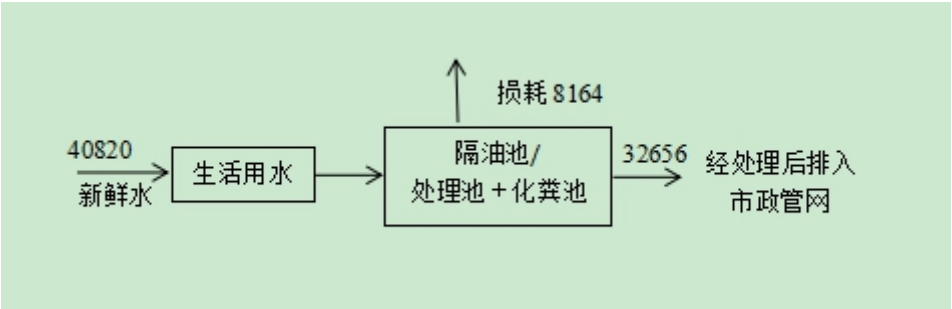 损耗 8164
40820
新鲜水
生活用水
隔油池/
处理池＋化粪池
32656
经处理后排入
市政管网